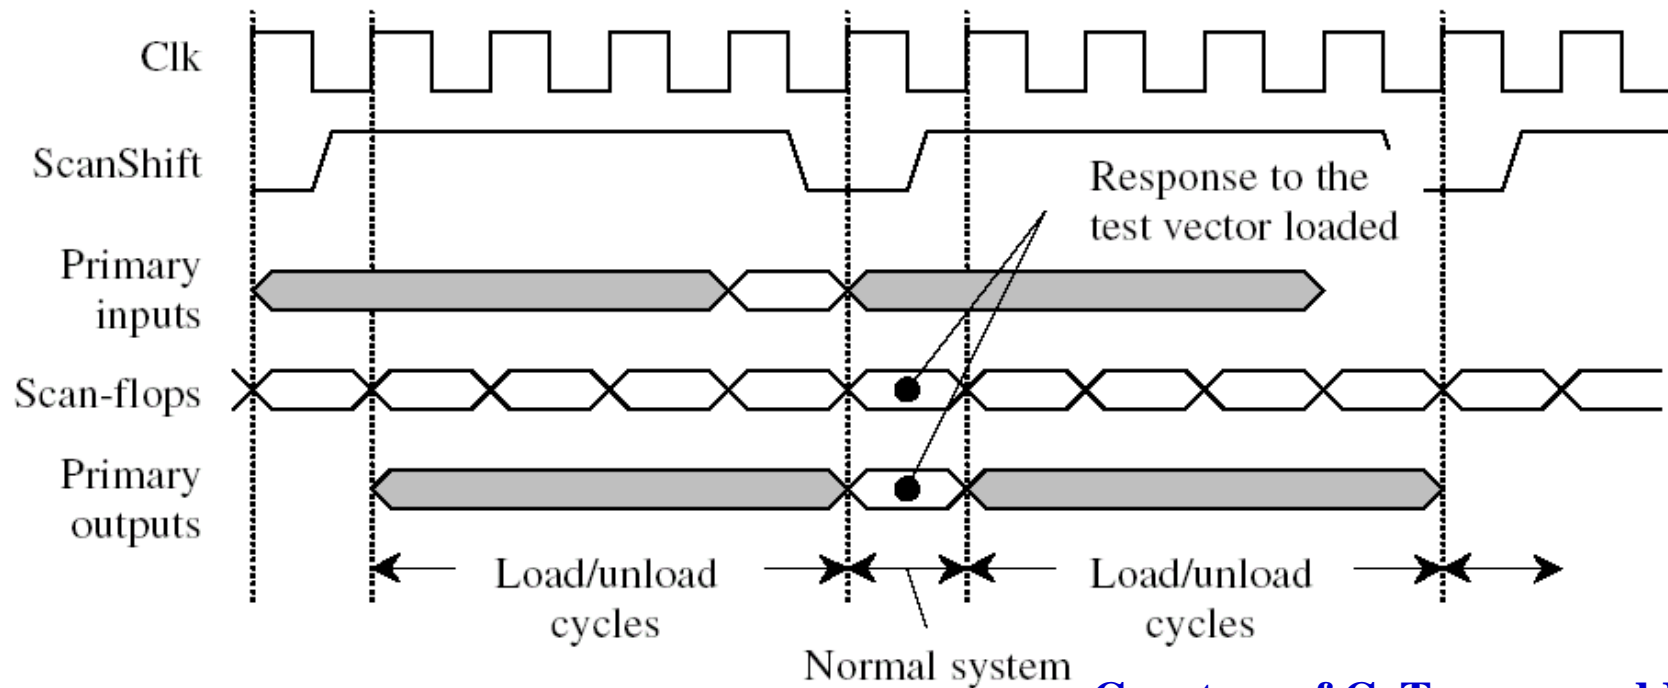 Clk
ScanShift
Response to the
test vector loaded
Primary
inputs
Scan-flops
Primary
outputs
Load/unload
cycles
Load/unload
cycles
Normal system